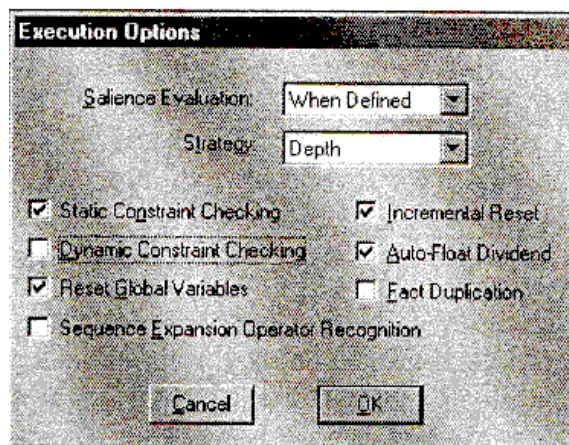 Execution Options
Salience Evaluation: When Defined
Strategy: Depth
Static Constraint Checking
Incremental Reset
Dynamic Constraint Checking
Auto-Float Dividend
Reset Global Variables
Fact Duplication
Sequence Expansion Operator Recognition
Cancel
OK